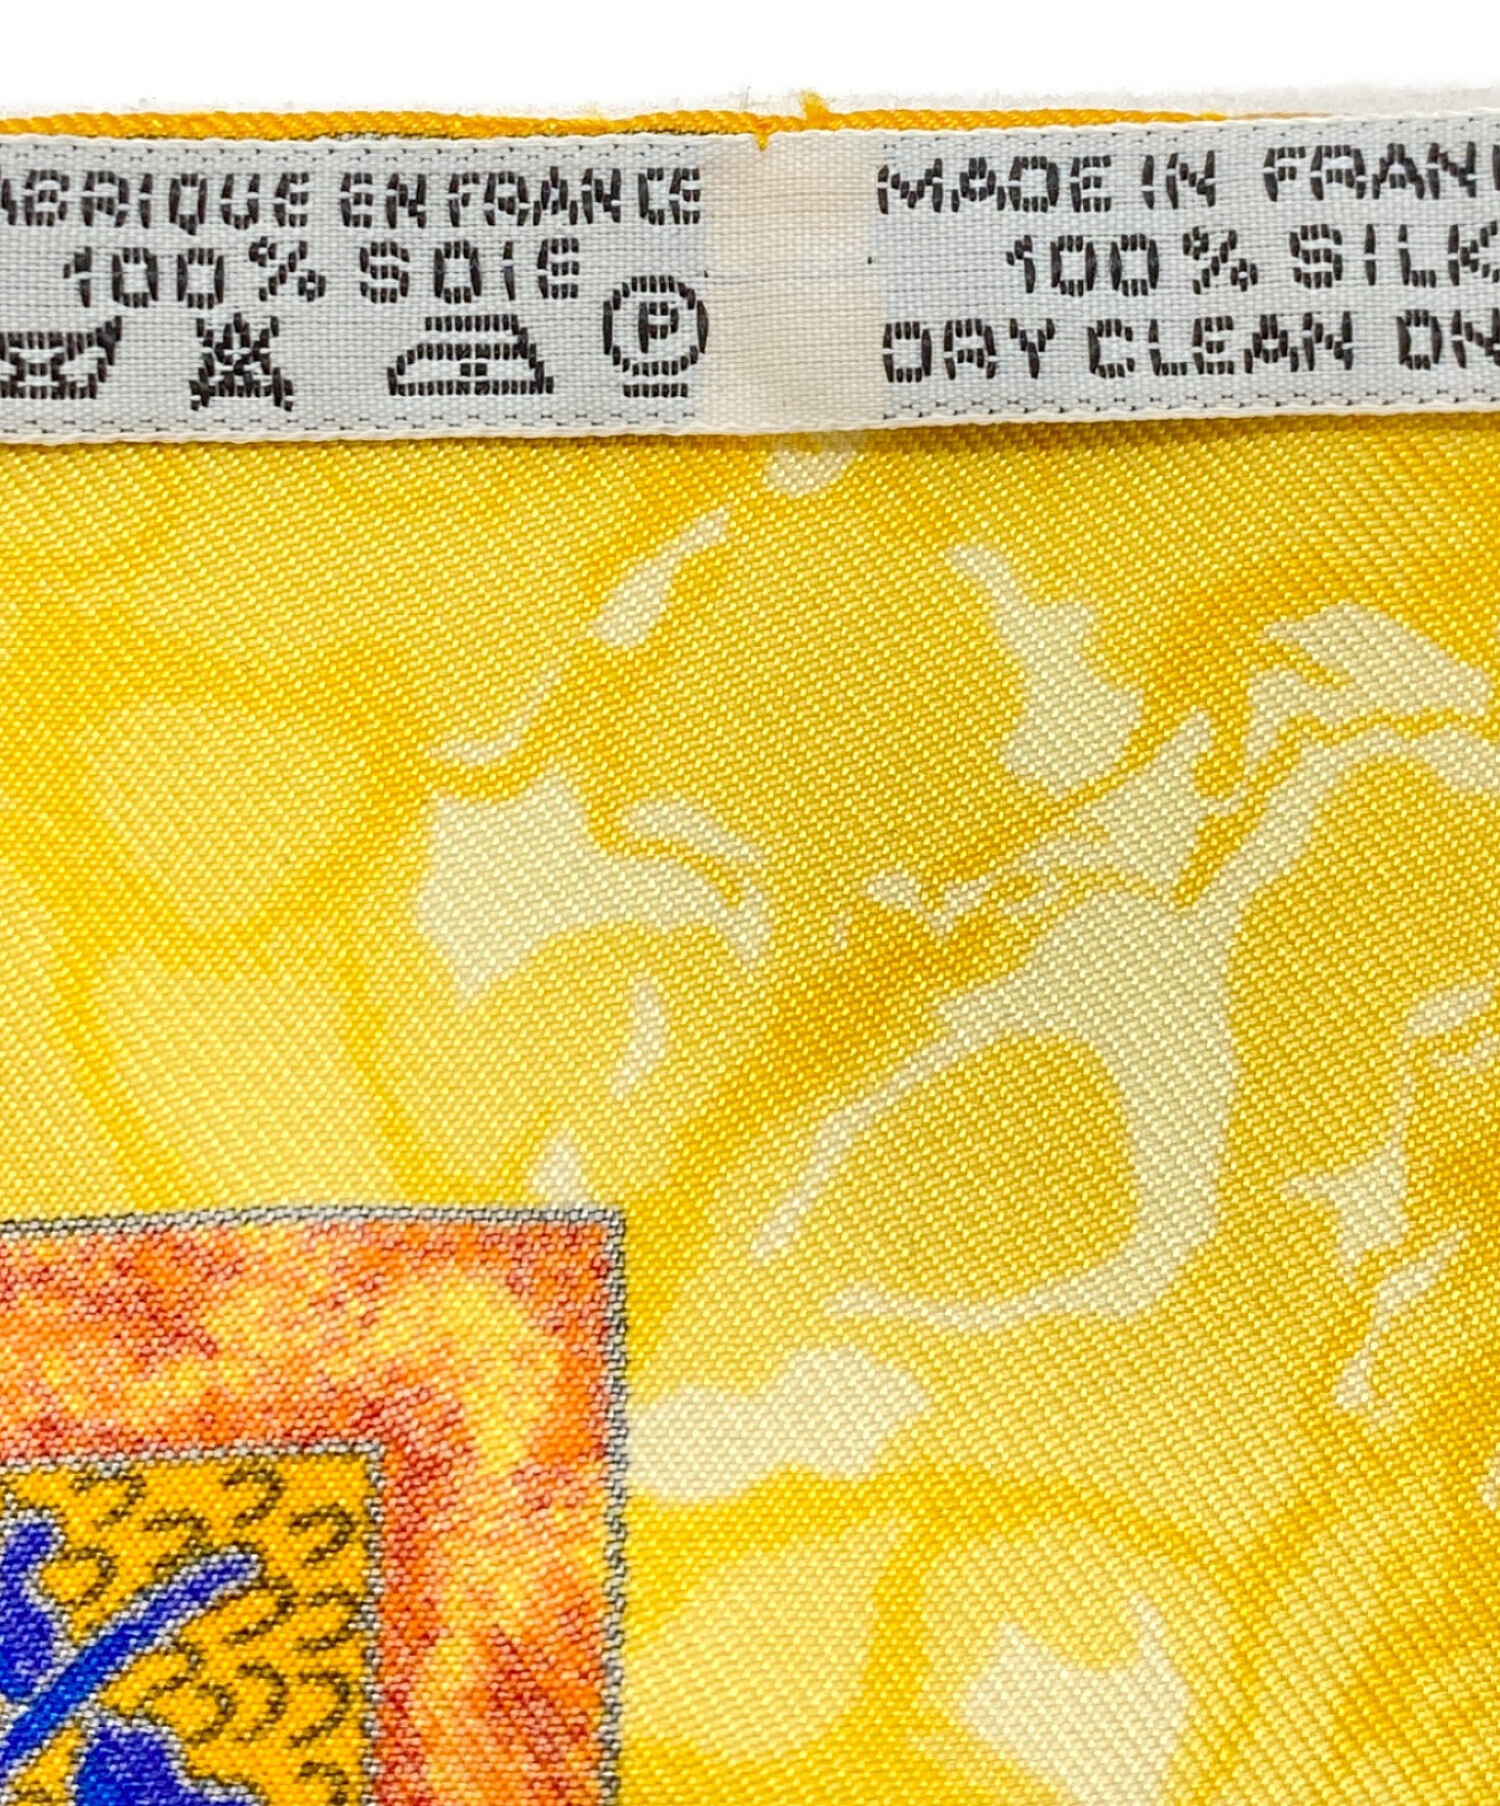 ABRIQUE EN FRANCE
100% SOIE
P
MADE IN FRAN
100% SILK
DRY CLEAN ON